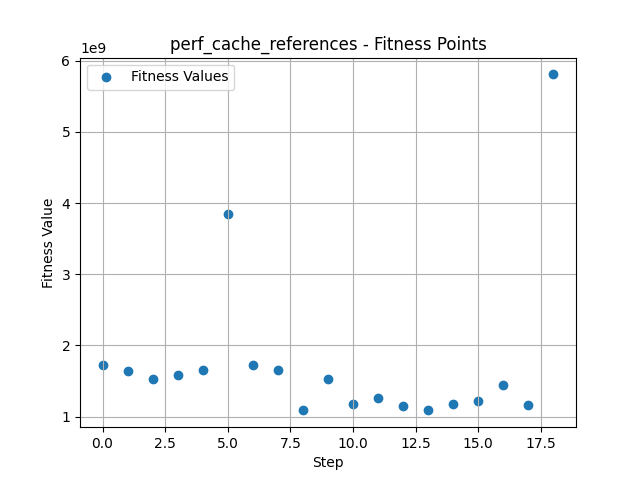 perf_cache_references - Fitness Points
1e9
Fitness Values
6
5
4
3
2
1
Fitness Value
0.0 2.5 5.0 7.5 10.0 12.5 15.0 17.5
Step